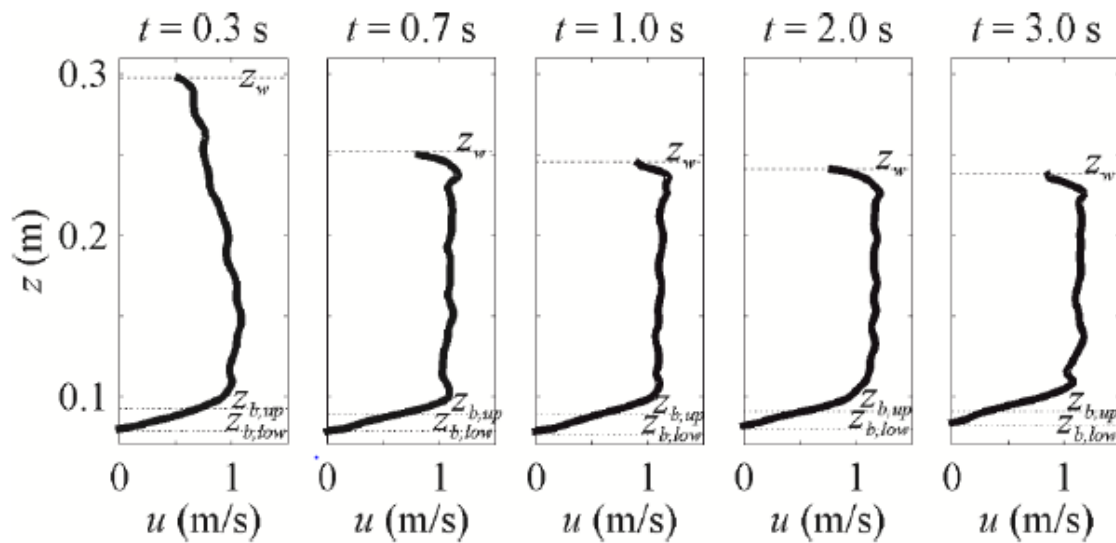 t = 0.3 s t = 0.7 s t = 1.0 s t = 2.0 s t = 3.0 s
0.3
z_w
z_w
z_w
z_w
z_w
0.2
z (m)
0.1
z_b,up
z_b,low
z_b,up
z_b,low
z_b,up
z_b,low
z_b,up
z_b,low
z_b,up
z_b,low
0 1 0 1 0 1 0 1 0 1
u (m/s) u (m/s) u (m/s) u (m/s) u (m/s)